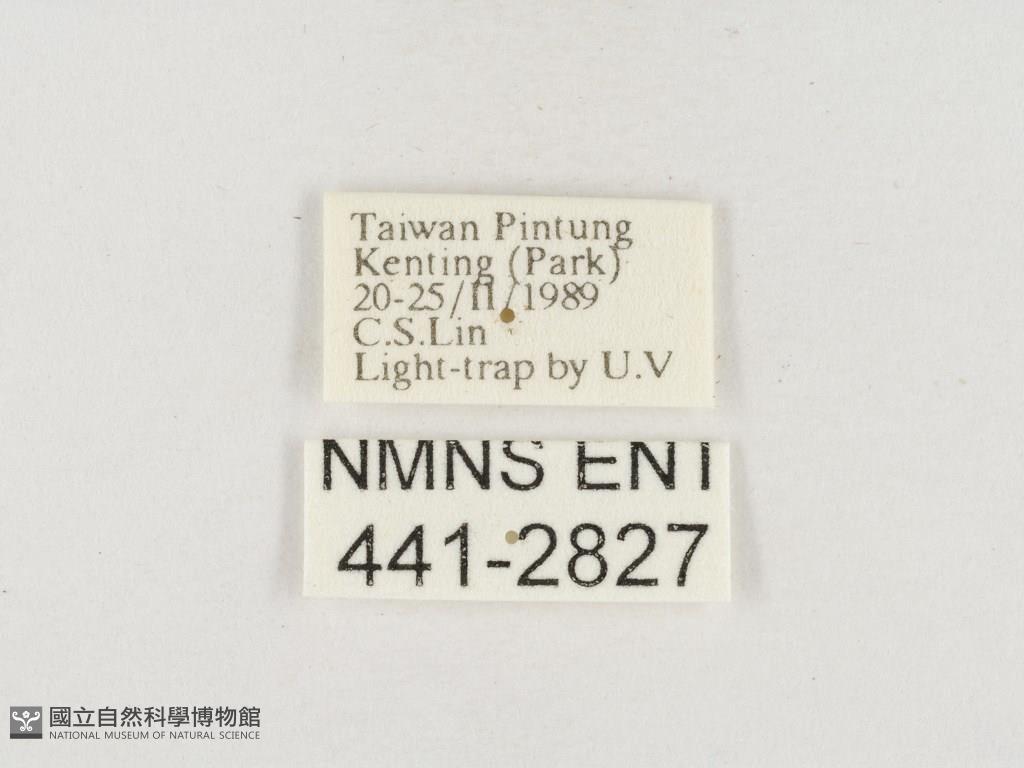 Taiwan Pintung
Kenting (Park)
20-25/II/1989
C.S.Lin
Light-trap by U.V
NMNS ENT
441-2827
國立自然科學博物館
NATIONAL MUSEUM OF NATURAL SCIENCE